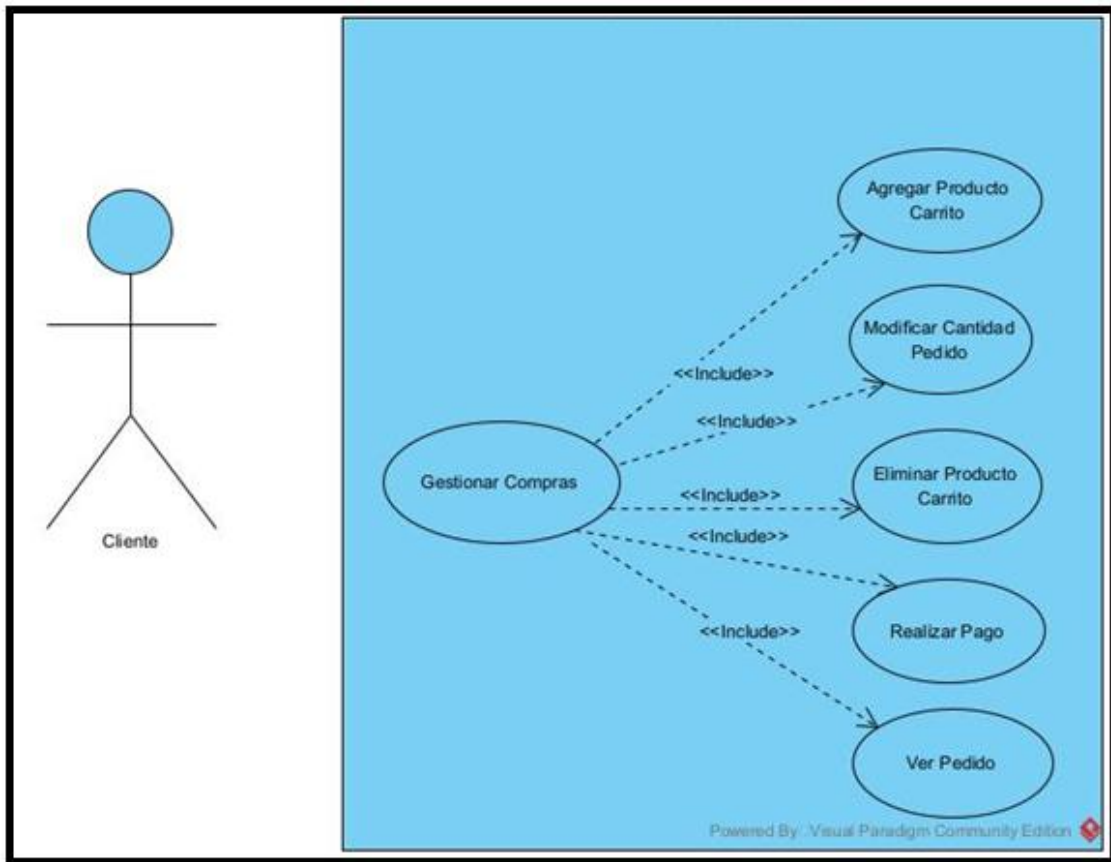 Agregar Producto
Carrito
Modificar Cantidad
Pedido
<<Include>>
<<Include>>
Gestionar Compras
Eliminar Producto
Carrito
<<Include>>
<<Include>>
Cliente
<<Include>>
Realizar Pago
Ver Pedido
Powered By: Visual Paradigm Community Edition